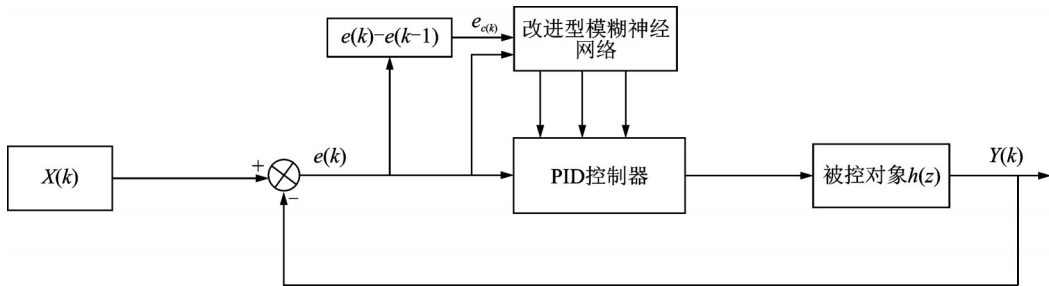 e(k)−e(k−1)
e_{c(k)}
改进型模糊神经
网络
X(k)
+
−
e(k)
PID控制器
被控对象h(z)
Y(k)